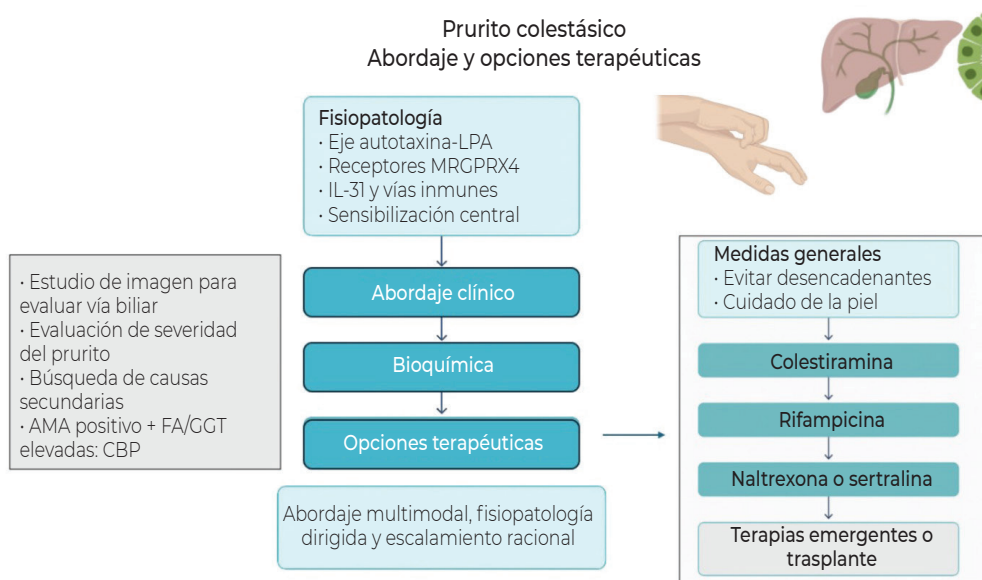 Prurito colestásico
Abordaje y opciones terapéuticas
Fisiopatología
· Eje autotaxina-LPA
· Receptores MRGPRX4
· IL-31 y vías inmunes
· Sensibilización central
· Estudio de imagen para
evaluar vía biliar
· Evaluación de severidad
del prurito
· Búsqueda de causas
secundarias
· AMA positivo + FA/GGT
elevadas: CBP
Abordaje clínico
Bioquímica
Opciones terapéuticas
Abordaje multimodal, fisiopatología
dirigida y escalamiento racional
Medidas generales
· Evitar desencadenantes
· Cuidado de la piel
Colestiramina
Rifampicina
Naltrexona o sertralina
Terapias emergentes o
trasplante